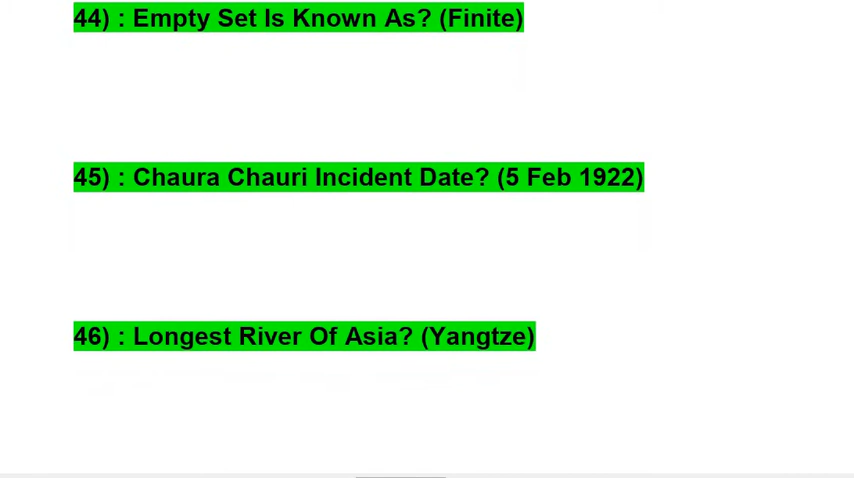 44) : Empty Set Is Known As? (Finite)
45) : Chaura Chauri Incident Date? (5 Feb 1922)
46) : Longest River Of Asia? (Yangtze)